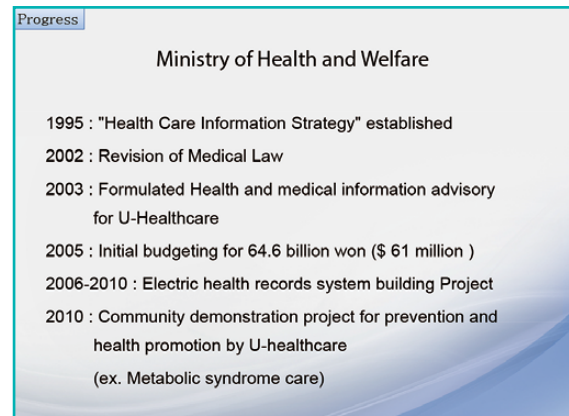 Progress
Ministry of Health and Welfare
1995 : "Health Care Information Strategy" established
2002 : Revision of Medical Law
2003 : Formulated Health and medical information advisory
for U-Healthcare
2005 : Initial budgeting for 64.6 billion won ($ 61 million )
2006-2010 : Electric health records system building Project
2010 : Community demonstration project for prevention and
health promotion by U-healthcare
(ex. Metabolic syndrome care)